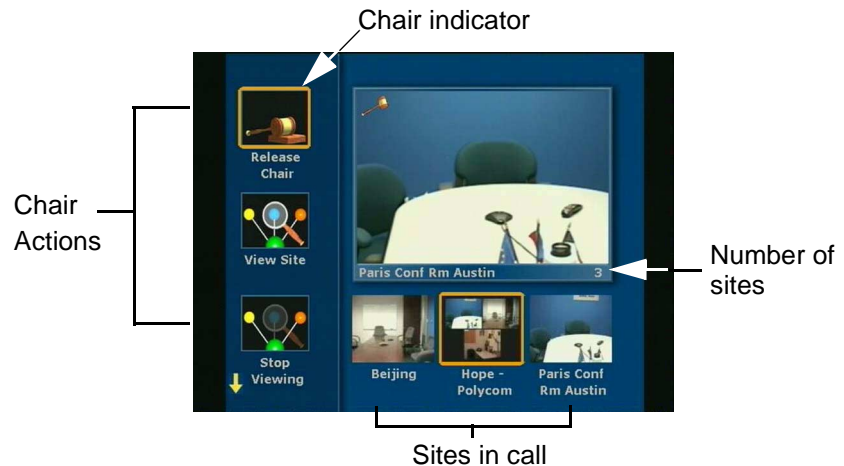 Chair indicator
Release
Chair
Chair
Actions
View Site
Paris Conf Rm Austin 3
Number of
sites
Stop
Viewing
Beijing
Hope -
Polycom
Paris Conf
Rm Austin
Sites in call